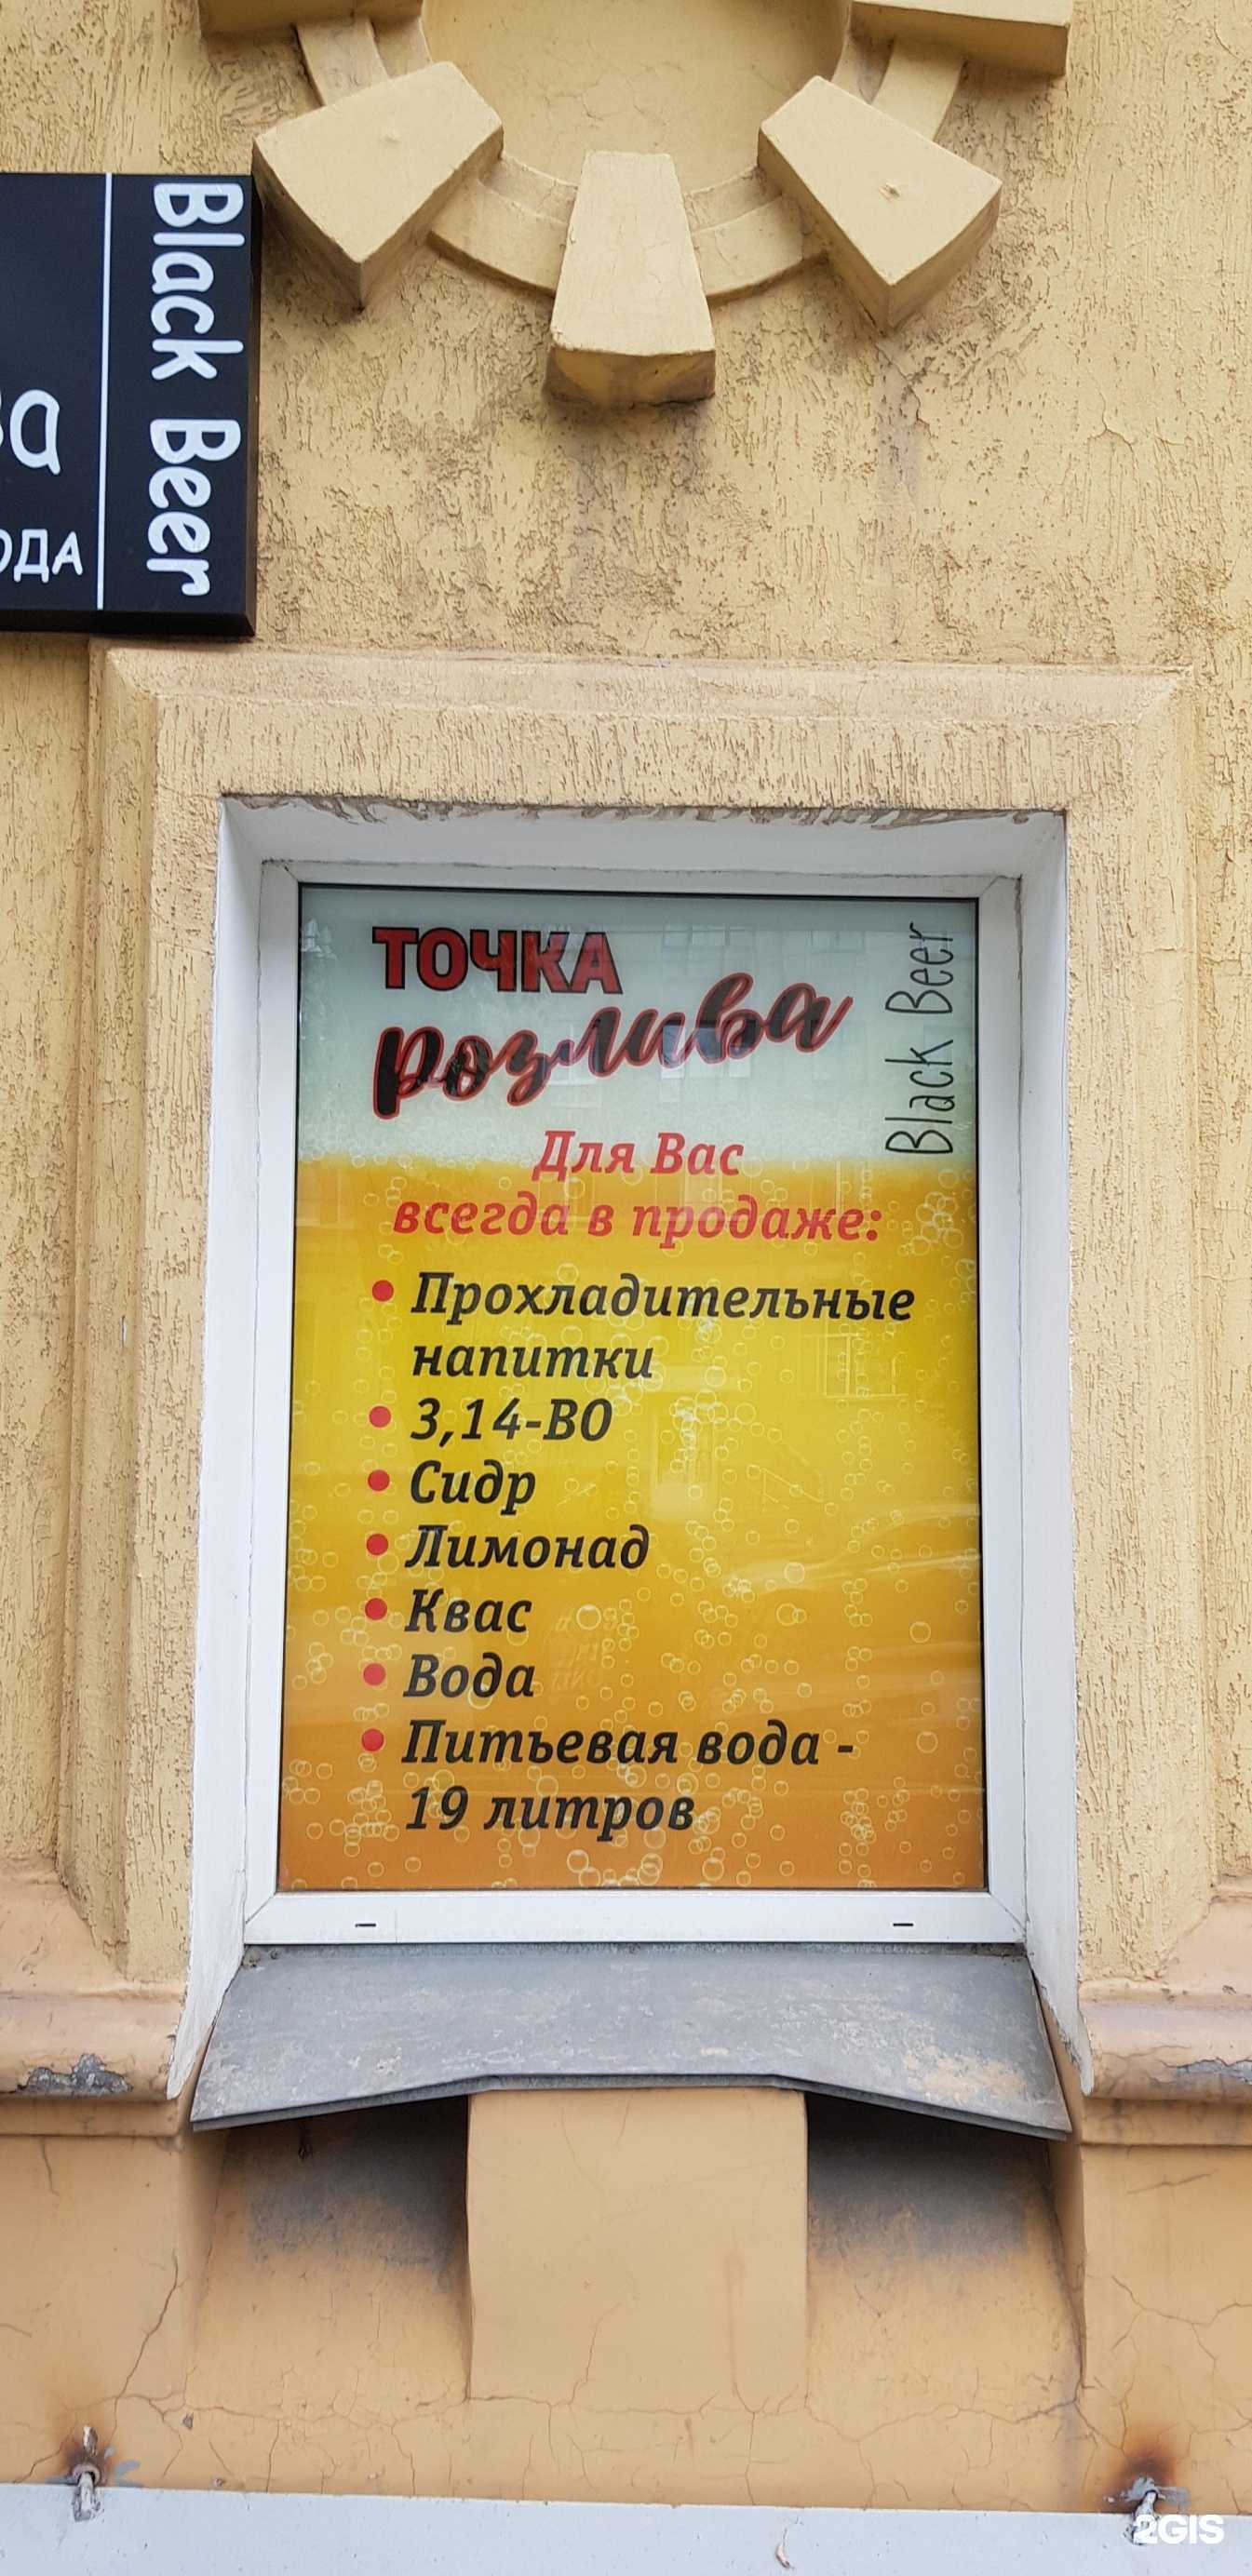 Black Beer
ОДА
ТОЧКА
розлива
Black Beer
Для Вас
всегда в продаже:
• Прохладительные
напитки
• 3,14-ВО
• Сидр
• Лимонад
• Квас
• Вода
• Питьевая вода -
19 литров
2GIS